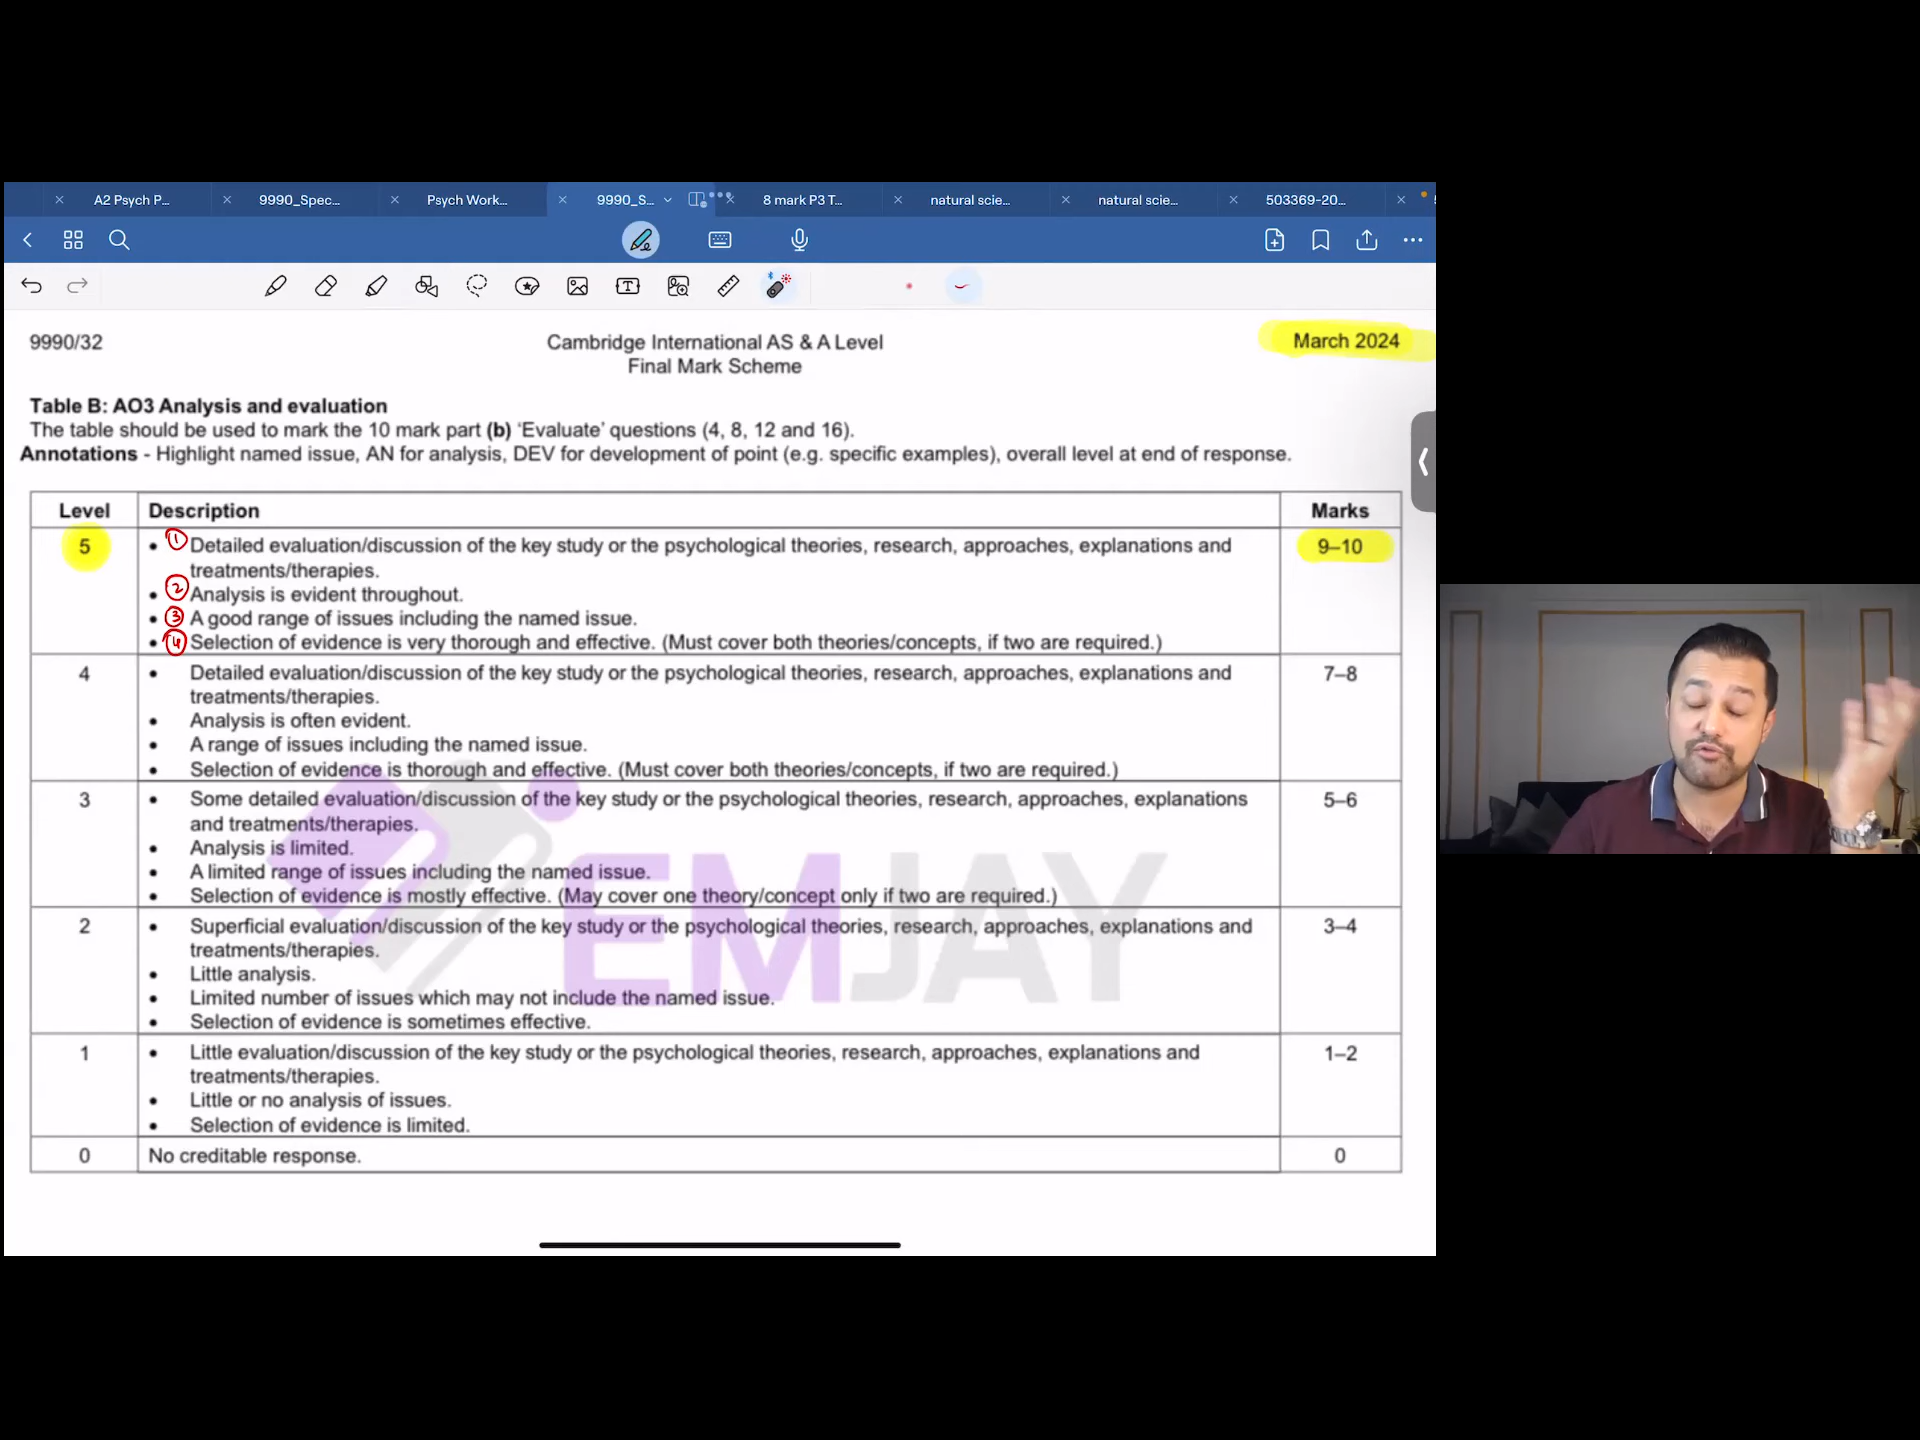 A2 Psych P...
9990_Spec...
Psych Work...
9990_S...
8 mark P3 T...
natural scie...
natural scie...
503369-20...
9990/32
Cambridge International AS & A Level
March 2024
Final Mark Scheme
Table B: AO3 Analysis and evaluation
The table should be used to mark the 10 mark part (b) ‘Evaluate’ questions (4, 8, 12 and 16).
Annotations - Highlight named issue, AN for analysis, DEV for development of point (e.g. specific examples), overall level at end of response.
Level Description Marks
5 • 1 Detailed evaluation/discussion of the key study or the psychological theories, research, approaches, explanations and 9–10
treatments/therapies.
• 2 Analysis is evident throughout.
• 3 A good range of issues including the named issue.
• 4 Selection of evidence is very thorough and effective. (Must cover both theories/concepts, if two are required.)
4 • Detailed evaluation/discussion of the key study or the psychological theories, research, approaches, explanations and 7–8
treatments/therapies.
• Analysis is often evident.
• A range of issues including the named issue.
• Selection of evidence is thorough and effective. (Must cover both theories/concepts, if two are required.)
3 • Some detailed evaluation/discussion of the key study or the psychological theories, research, approaches, explanations 5–6
and treatments/therapies.
• Analysis is limited.
• A limited range of issues including the named issue.
• Selection of evidence is mostly effective. (May cover one theory/concept only if two are required.)
2 • Superficial evaluation/discussion of the key study or the psychological theories, research, approaches, explanations and 3–4
treatments/therapies.
• Little analysis.
• Limited number of issues which may not include the named issue.
• Selection of evidence is sometimes effective.
1 • Little evaluation/discussion of the key study or the psychological theories, research, approaches, explanations and 1–2
treatments/therapies.
• Little or no analysis of issues.
• Selection of evidence is limited.
0 No creditable response. 0
EMJAY